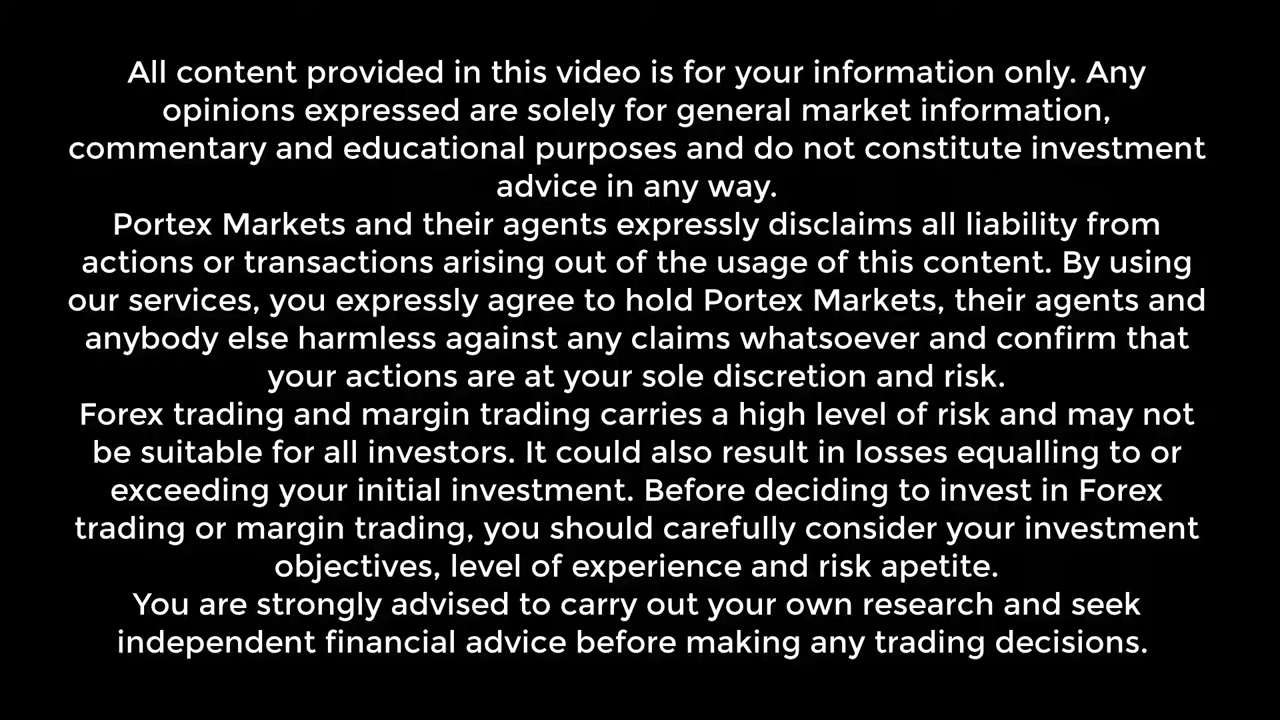 All content provided in this video is for your information only. Any
opinions expressed are solely for general market information,
commentary and educational purposes and do not constitute investment
advice in any way.
Portex Markets and their agents expressly disclaims all liability from
actions or transactions arising out of the usage of this content. By using
our services, you expressly agree to hold Portex Markets, their agents and
anybody else harmless against any claims whatsoever and confirm that
your actions are at your sole discretion and risk.
Forex trading and margin trading carries a high level of risk and may not
be suitable for all investors. It could also result in losses equalling to or
exceeding your initial investment. Before deciding to invest in Forex
trading or margin trading, you should carefully consider your investment
objectives, level of experience and risk apetite.
You are strongly advised to carry out your own research and seek
independent financial advice before making any trading decisions.